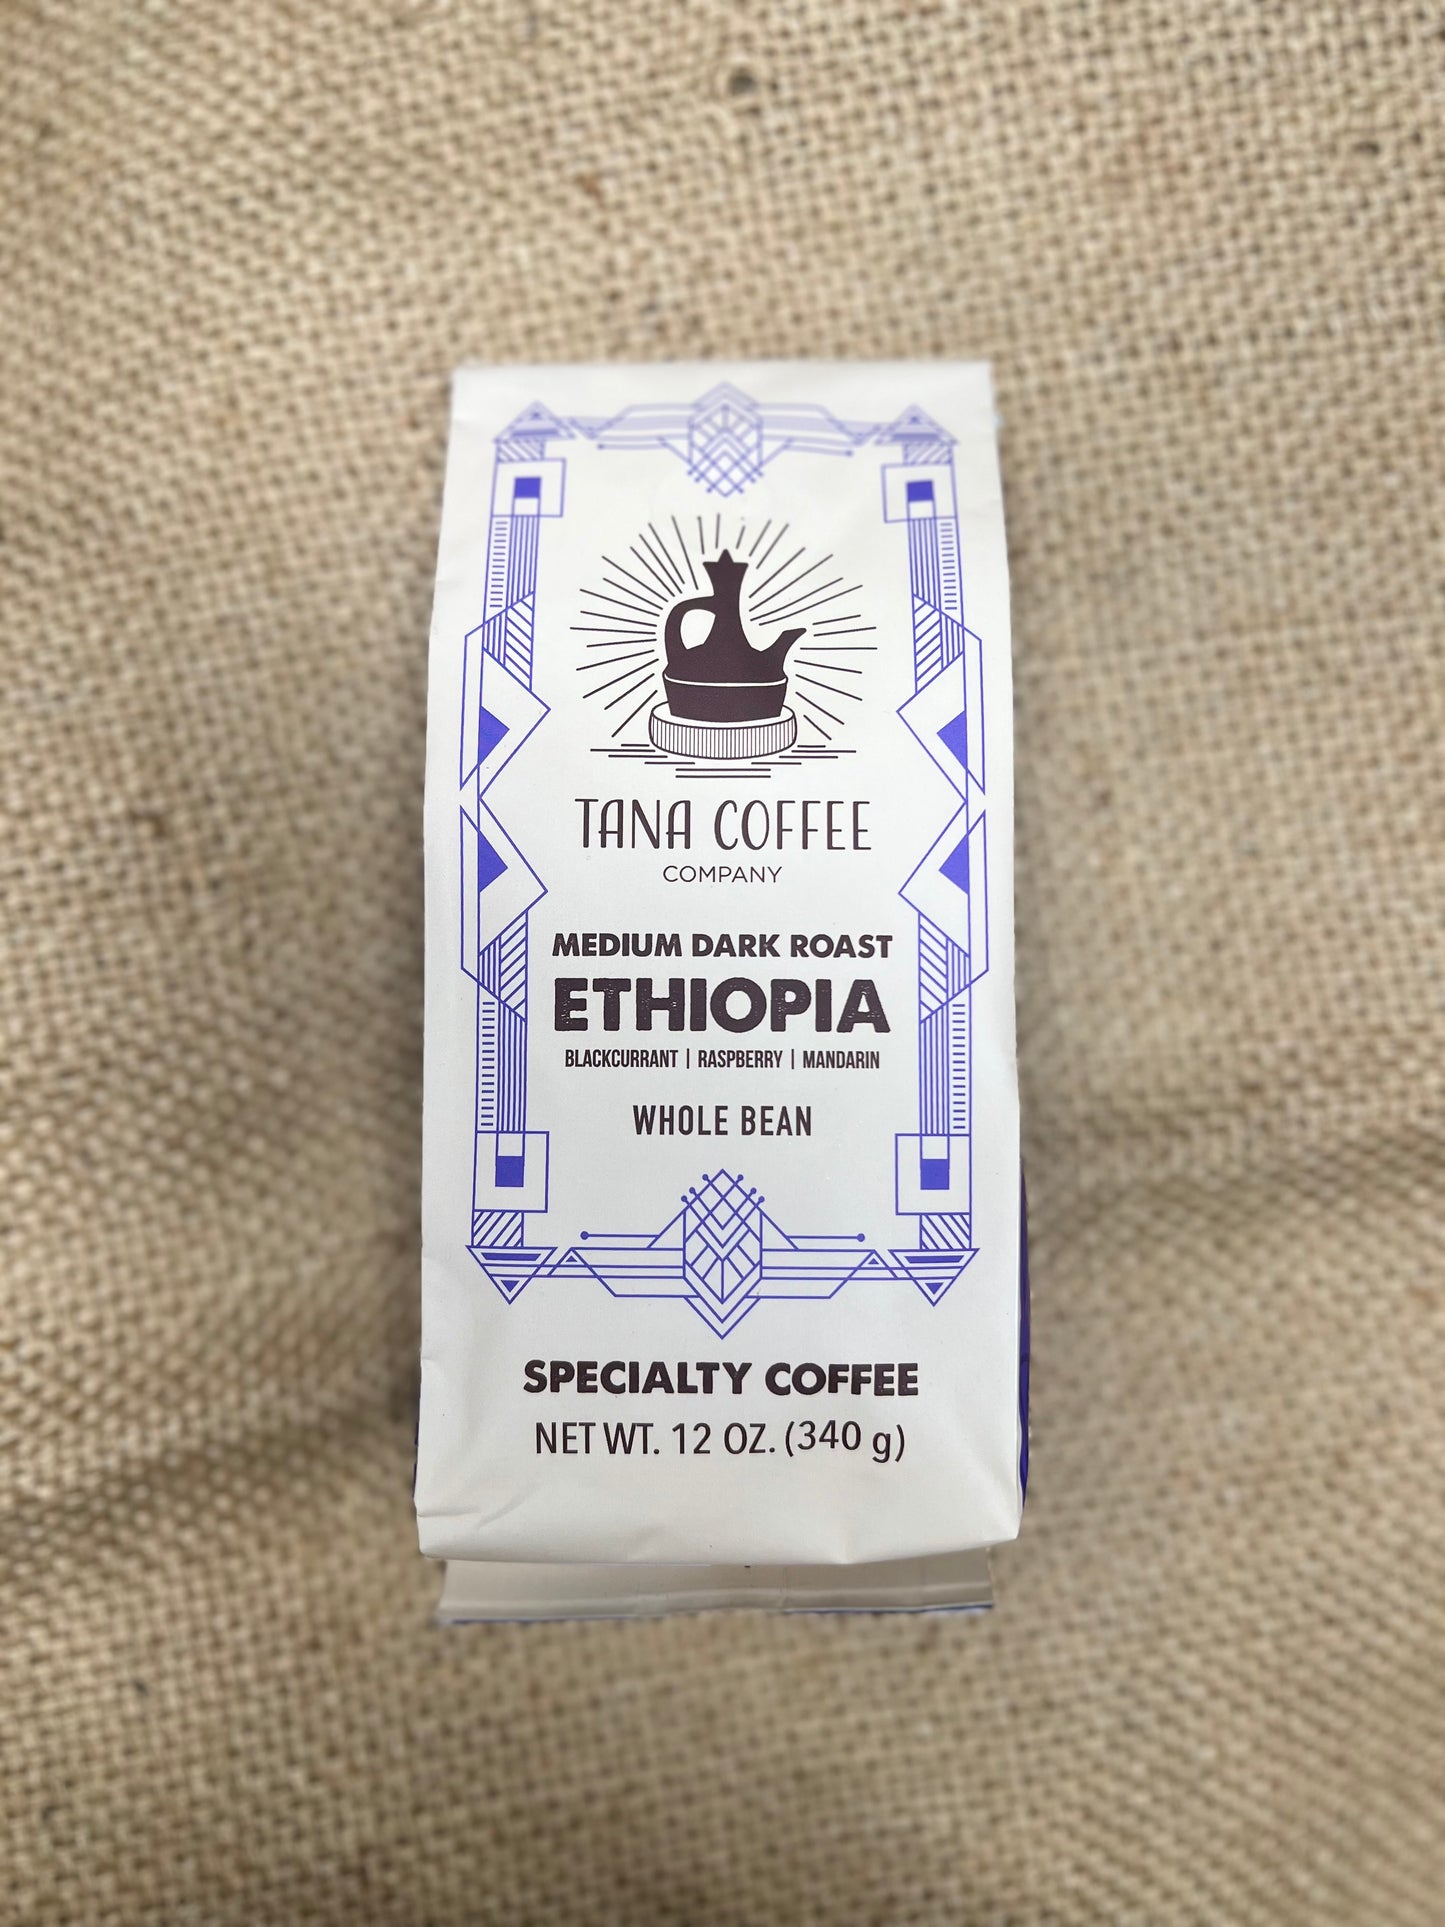 TANA COFFEE
COMPANY
MEDIUM DARK ROAST
ETHIOPIA
BLACKCURRANT | RASPBERRY | MANDARIN
WHOLE BEAN
SPECIALTY COFFEE
NET WT. 12 OZ. (340 g)